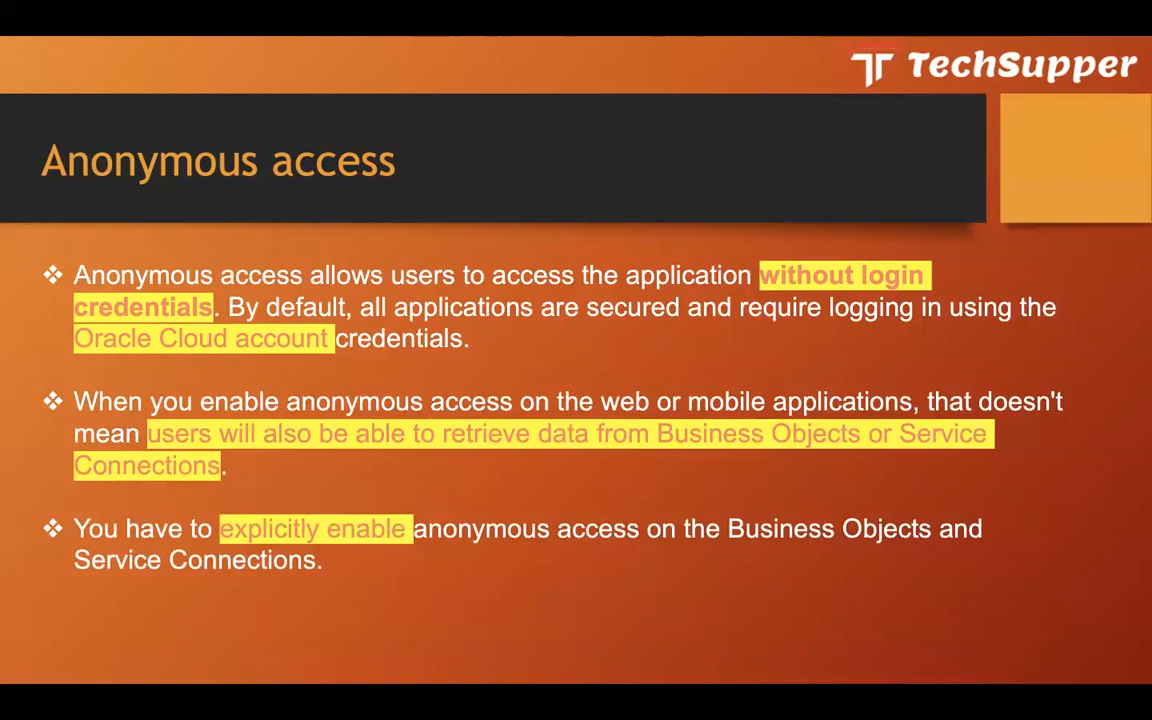 TechSupper
Anonymous access
❖ Anonymous access allows users to access the application without login
credentials. By default, all applications are secured and require logging in using the
Oracle Cloud account credentials.
❖ When you enable anonymous access on the web or mobile applications, that doesn't
mean users will also be able to retrieve data from Business Objects or Service
Connections.
❖ You have to explicitly enable anonymous access on the Business Objects and
Service Connections.